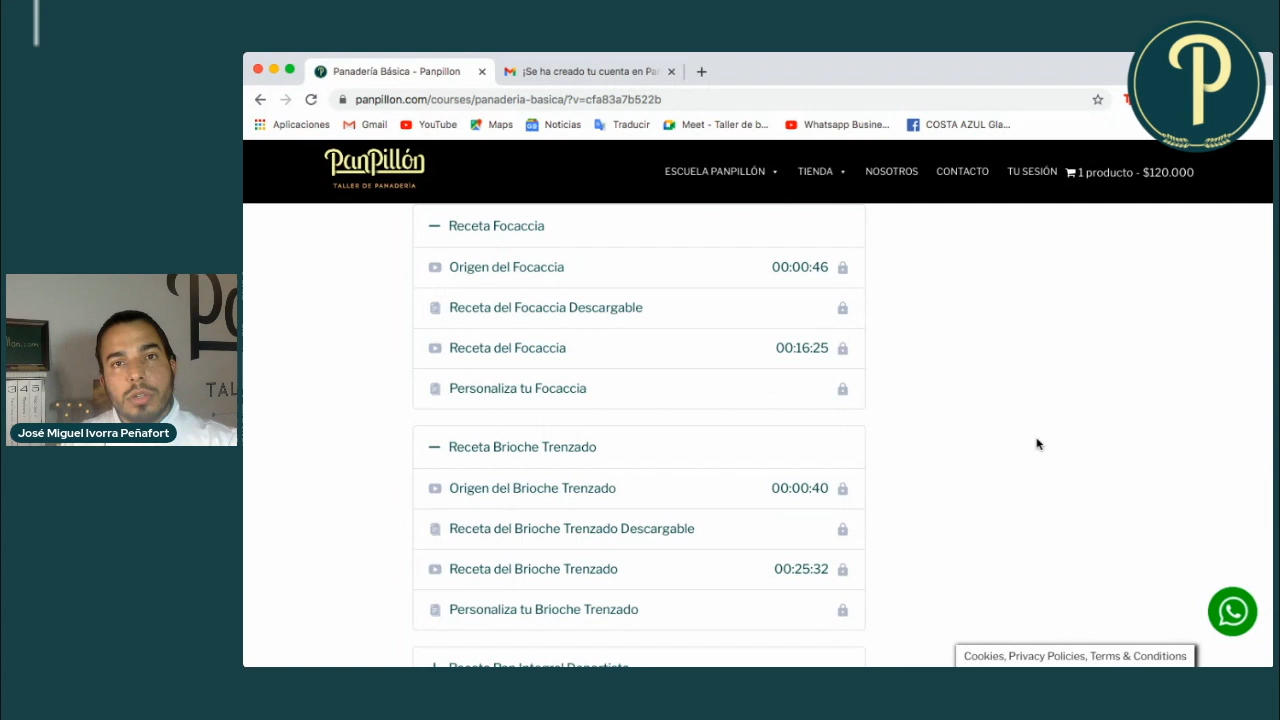 Panadería Básica - Panpillon
¡Se ha creado tu cuenta en Pan
panpillon.com/courses/panaderia-basica/?v=cfa83a7b522b
Aplicaciones
Gmail
YouTube
Maps
Noticias
Traducir
Meet - Taller de b...
Whatsapp Busine...
COSTA AZUL Gla...
P
PanPillón
TALLER DE PANADERÍA
ESCUELA PANPILLÓN
TIENDA
NOSOTROS
CONTACTO
TU SESIÓN
1 producto - $120.000
Receta Focaccia
Origen del Focaccia 00:00:46
Receta del Focaccia Descargable
Receta del Focaccia 00:16:25
Personaliza tu Focaccia
Receta Brioche Trenzado
Origen del Brioche Trenzado 00:00:40
Receta del Brioche Trenzado Descargable
Receta del Brioche Trenzado 00:25:32
Personaliza tu Brioche Trenzado
Receta Pan Integral Deportista
Cookies, Privacy Policies, Terms & Conditions
José Miguel Ivorra Peñafort